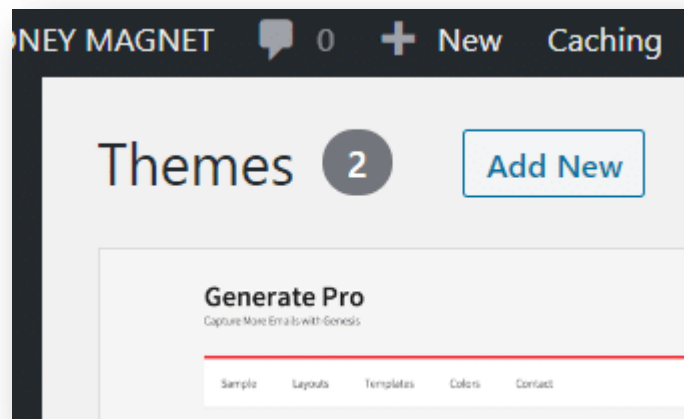 ONEY MAGNET 0 New Caching
Themes 2 Add New
Generate Pro
Capture More Emails with Genesis
Sample Layouts Templates Colors Contact